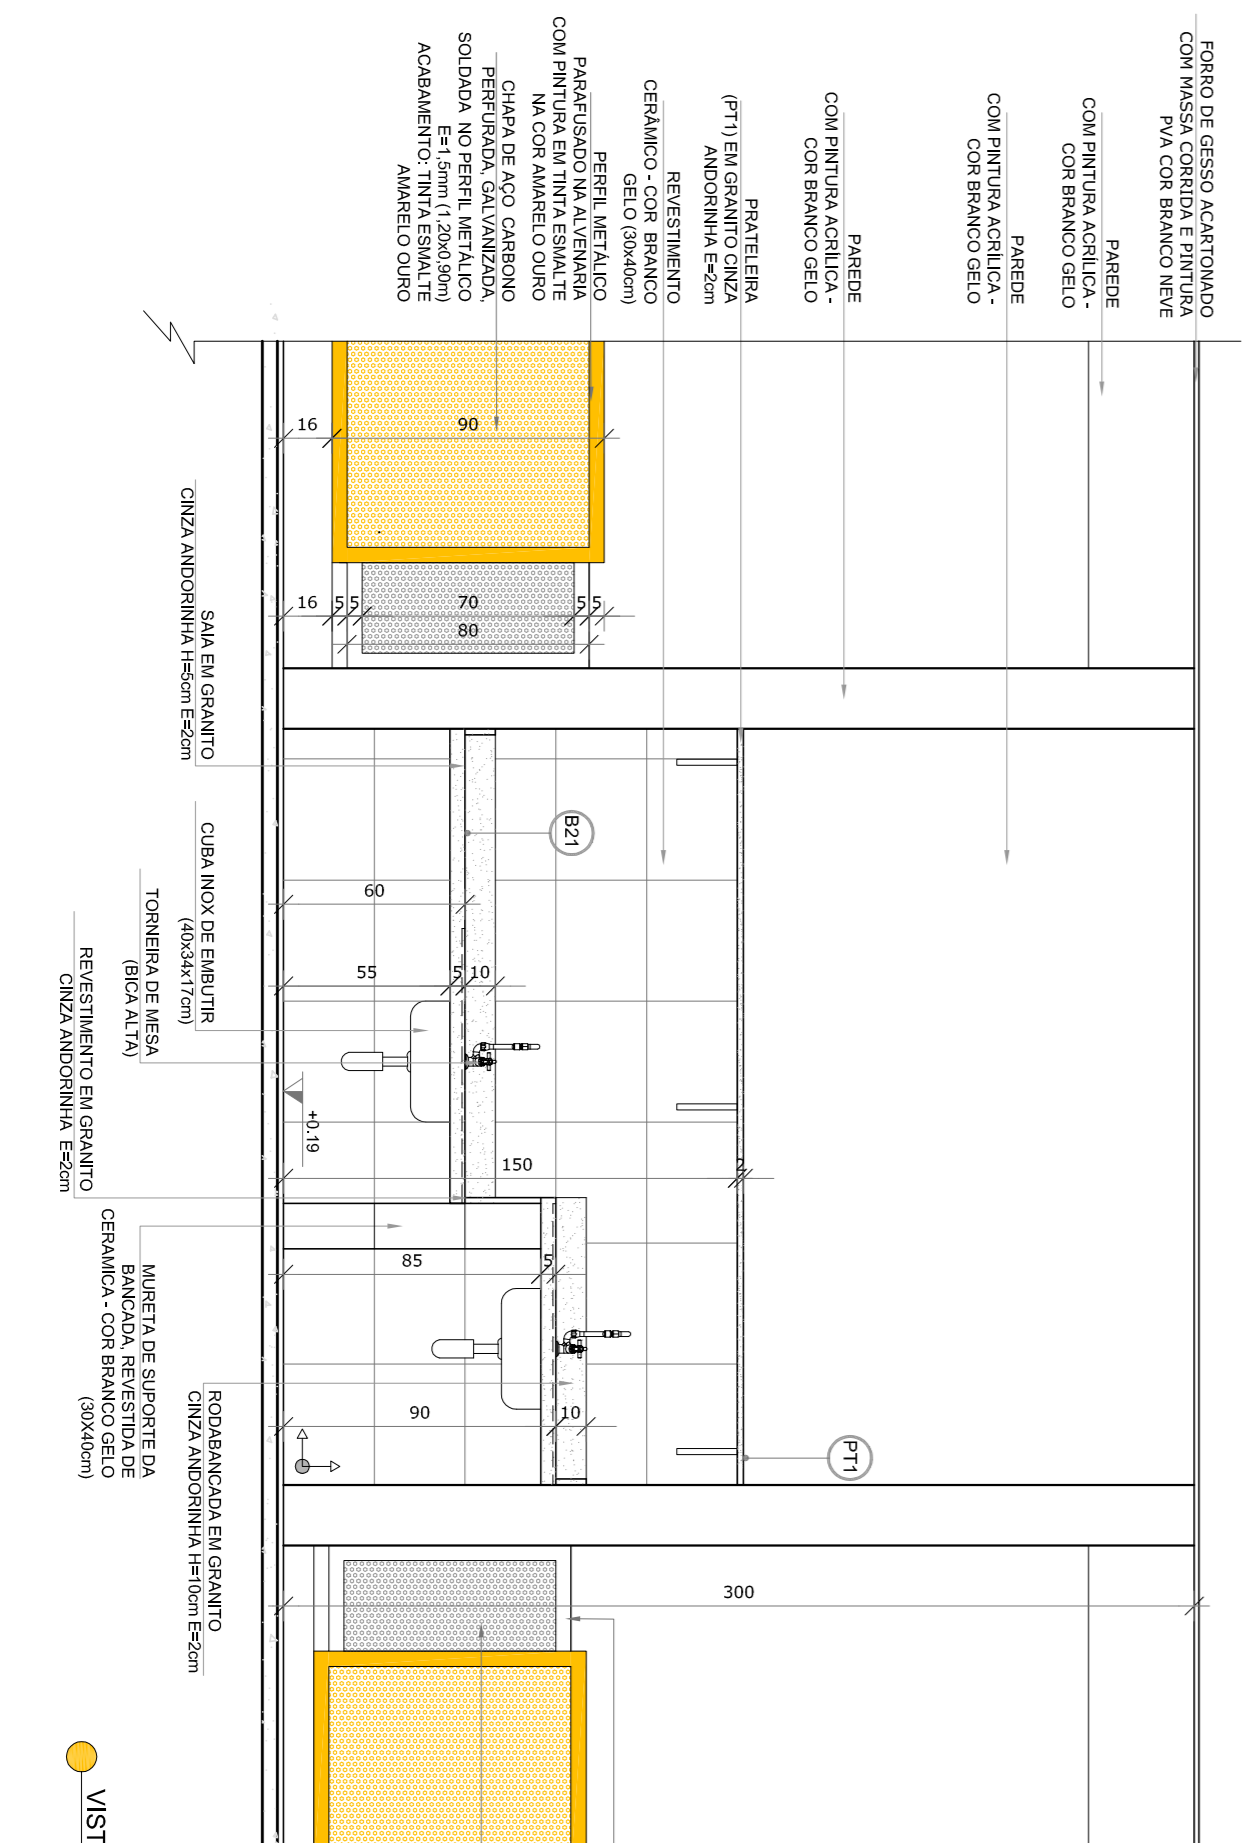 FORRO DE GESSO ACARTONADO
COM MASSA CORRIDA E PINTURA
PVA COR BRANCO NEVE
PAREDE
COM PINTURA ACRÍLICA -
COR BRANCO GELO
PAREDE
COM PINTURA ACRÍLICA -
COR BRANCO GELO
PAREDE
COM PINTURA ACRÍLICA -
COR BRANCO GELO
PRATELEIRA
(PT1) EM GRANITO CINZA
ANDORINHA E=2cm
REVESTIMENTO
CERÂMICO - COR BRANCO
GELO (30x40cm)
PERFIL METÁLICO
PARAFUSADO NA ALVENARIA
COM PINTURA EM TINTA ESMALTE
NA COR AMARELO OURO
CHAPA DE AÇO CARBONO
PERFURADA, GALVANIZADA,
SOLDADA NO PERFIL METÁLICO
E=1,5mm (1,20x0,90m)
ACABAMENTO: TINTA ESMALTE
AMARELO OURO
16
90
16
5
5
70
5
5
80
SAIA EM GRANITO
CINZA ANDORINHA H=5cm E=2cm
B21
60
55
5
10
CUBA INOX DE EMBUTIR
(40x34x17cm)
TORNEIRA DE MESA
(BICA ALTA)
REVESTIMENTO EM GRANITO
CINZA ANDORINHA E=2cm
+0.19
150
2
85
5
90
10
PT1
MURETA DE SUPORTE DA
BANCADA, REVESTIDA DE
CERAMICA - COR BRANCO GELO
(30X40cm)
RODABANCADA EM GRANITO
CINZA ANDORINHA H=10cm E=2cm
300
VIST